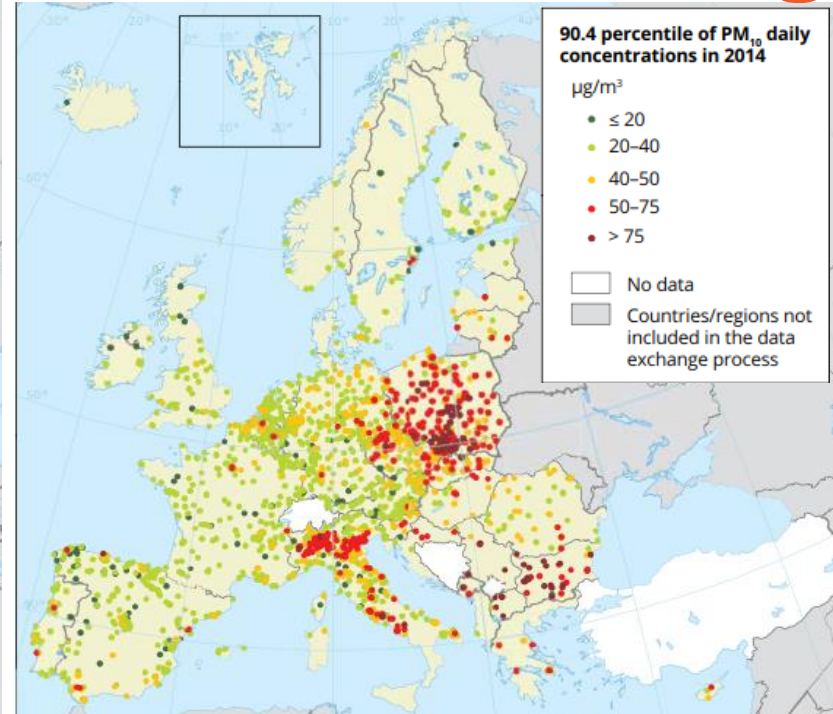 90.4 percentile of PM₁₀ daily
concentrations in 2014
µg/m³
≤ 20
20–40
40–50
50–75
> 75
No data
Countries/regions not
included in the data
exchange process